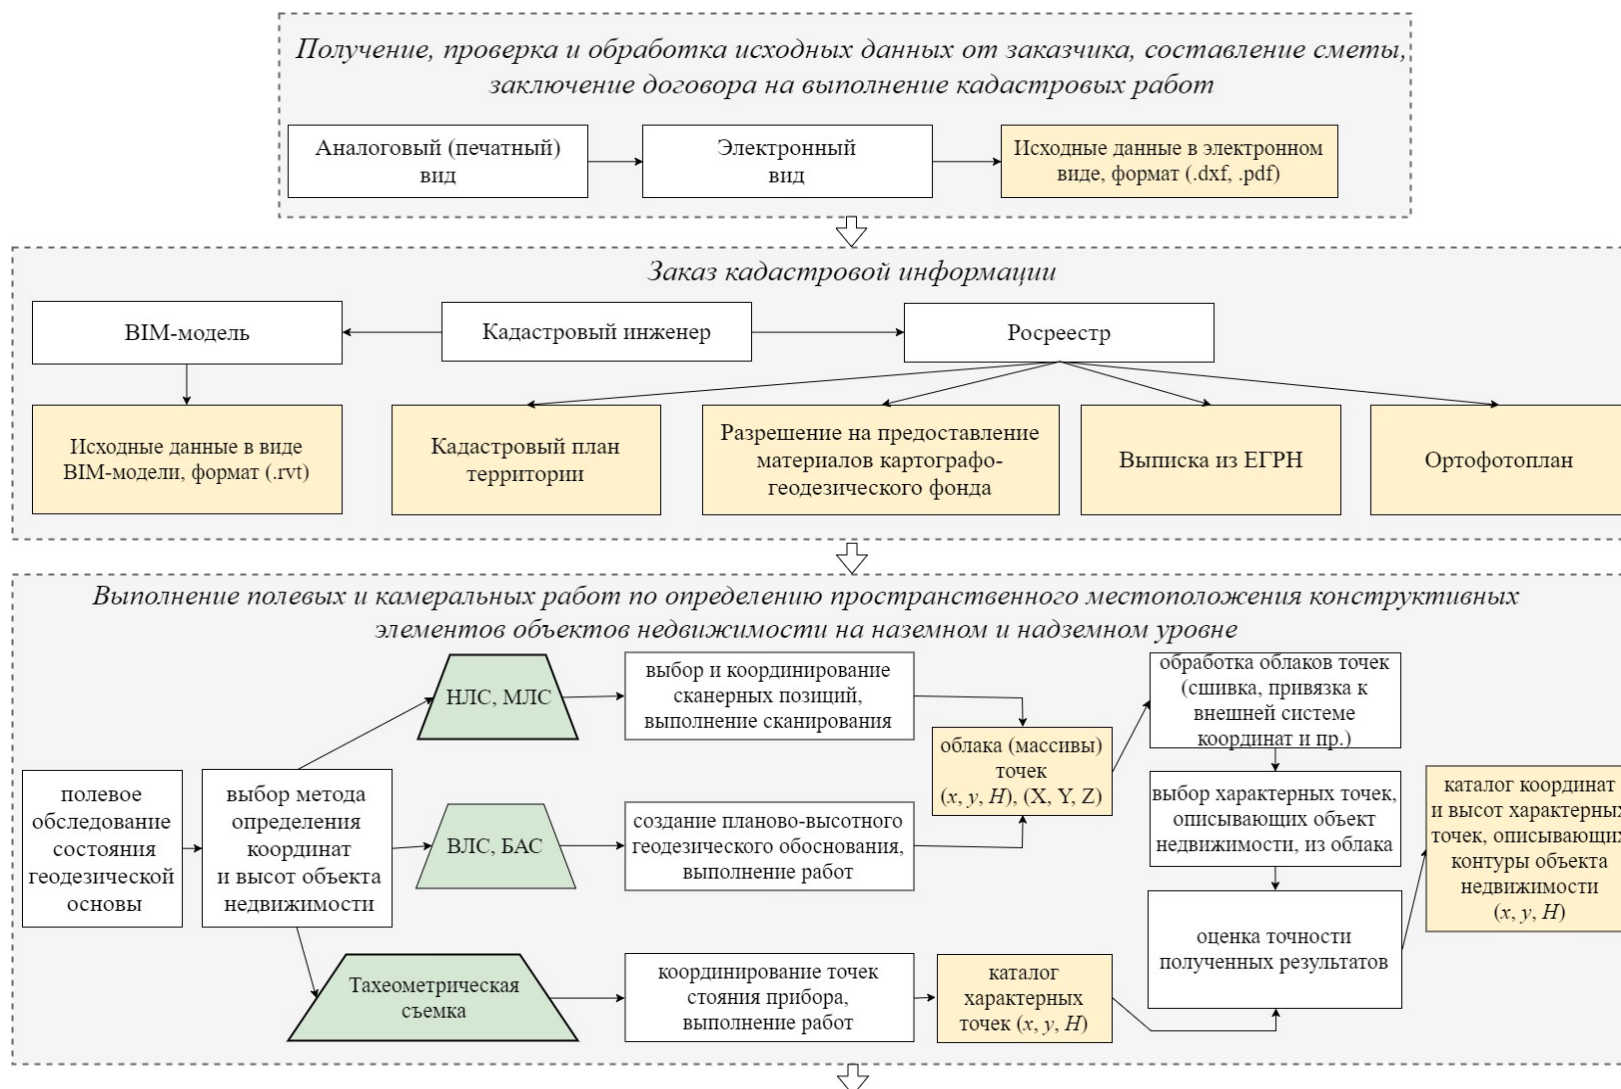 Получение, проверка и обработка исходных данных от заказчика, составление сметы,
заключение договора на выполнение кадастровых работ
Аналоговый (печатный)
вид
Электронный
вид
Исходные данные в электронном
виде, формат (.dxf, .pdf)
Заказ кадастровой информации
BIM-модель
Кадастровый инженер
Росреестр
Исходные данные в виде
BIM-модели, формат (.rvt)
Кадастровый план
территории
Разрешение на предоставление
материалов картографо-
геодезического фонда
Выписка из ЕГРН
Ортофотоплан
Выполнение полевых и камеральных работ по определению пространственного местоположения конструктивных
элементов объектов недвижимости на наземном и надземном уровне
полевое
обследование
состояния
геодезической
основы
выбор метода
определения
координат
и высот объекта
недвижимости
НЛС, МЛС
выбор и координирование
сканерных позиций,
выполнение сканирования
ВЛС, БАС
создание планово-высотного
геодезического обоснования,
выполнение работ
облака (массивы)
точек
(x, y, H), (X, Y, Z)
Тахеометрическая
съемка
координирование точек
стояния прибора,
выполнение работ
каталог
характерных
точек (x, y, H)
обработка облаков точек
(сшивка, привязка к
внешней системе
координат и пр.)
выбор характерных точек,
описывающих объект
недвижимости, из облака
оценка точности
полученных результатов
каталог координат
и высот характерных
точек, описывающих
контуры объекта
недвижимости
(x, y, H)